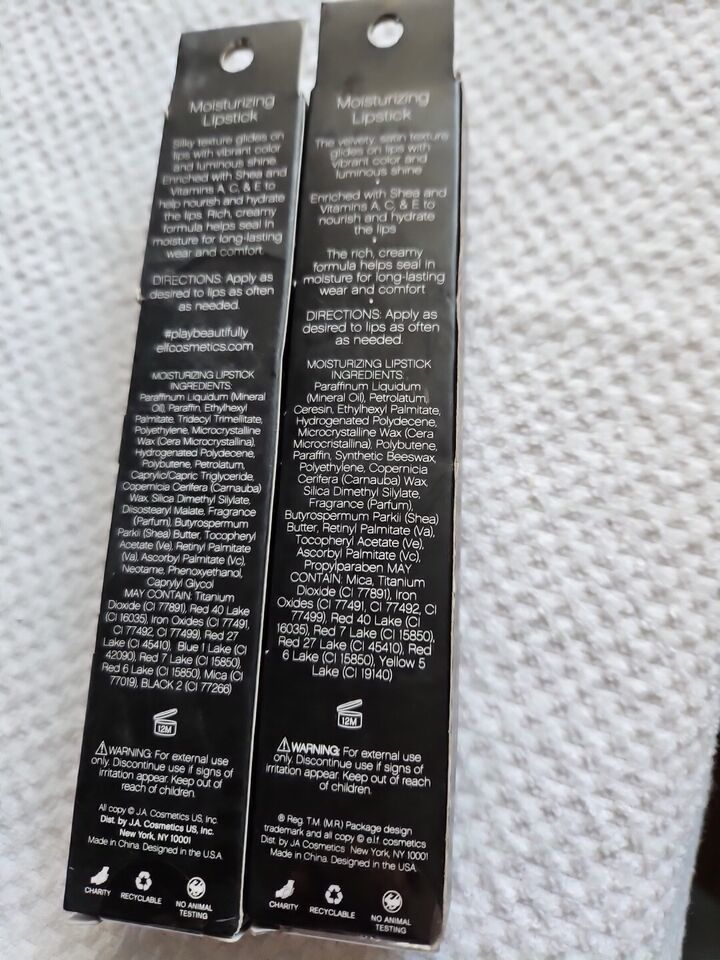 Moisturizing
Lipstick
Silky texture glides on
lips with vibrant color
and luminous shine
Enriched with Shea and
Vitamins A, C, & E to
help nourish and hydrate
the lips. Rich, creamy
formula helps seal in
moisture for long-lasting
wear and comfort.
DIRECTIONS: Apply as
desired to lips as often
as needed.
#playbeautifully
elfcosmetics.com
MOISTURIZING LIPSTICK
INGREDIENTS:
Paraffinum Liquidum (Mineral
Oil), Paraffin, Ethylhexyl
Palmitate, Tridecyl Trimellitate,
Polyethylene, Microcrystalline
Wax (Cera Microcrystallina),
Hydrogenated Polydecene,
Polybutene, Petrolatum,
Caprylic/Capric Triglyceride,
Copernicia Cerifera (Carnauba)
Wax, Silica Dimethyl Silylate,
Diisostearyl Malate, Fragrance
(Parfum), Butyrospermum
Parkii (Shea) Butter, Tocopheryl
Acetate (Ve), Retinyl Palmitate
(Va), Ascorbyl Palmitate (Vc),
Neotame, Phenoxyethanol,
Caprylyl Glycol
MAY CONTAIN: Titanium
Dioxide (CI 77891), Red 40 Lake
(CI 16035), Iron Oxides (CI 77491,
CI 77492, CI 77499), Red 27
Lake (CI 45410), Blue 1 Lake (CI
42090), Red 7 Lake (CI 15850),
Red 6 Lake (CI 15850), Mica (CI
77019), BLACK 2 (CI 77266)
12M
WARNING: For external use
only. Discontinue use if signs of
irritation appear. Keep out of
reach of children.
All copy © J.A. Cosmetics US, Inc.
Dist. by J.A. Cosmetics US, Inc.
New York, NY 10001
Made in China. Designed in the U.S.A.
CHARITY
RECYCLABLE
NO ANIMAL
TESTING
Moisturizing
Lipstick
The velvety, satin texture
glides on lips with
vibrant color and
luminous shine
Enriched with Shea and
Vitamins A, C, & E to
nourish and hydrate
the lips
The rich, creamy
formula helps seal in
moisture for long-lasting
wear and comfort
DIRECTIONS: Apply as
desired to lips as often
as needed.
MOISTURIZING LIPSTICK
INGREDIENTS:
Paraffinum Liquidum
(Mineral Oil), Petrolatum,
Ceresin, Ethylhexyl Palmitate,
Hydrogenated Polydecene,
Microcrystalline Wax (Cera
Microcristallina), Polybutene,
Paraffin, Synthetic Beeswax,
Polyethylene, Copernicia
Cerifera (Carnauba) Wax,
Silica Dimethyl Silylate,
Fragrance (Parfum),
Butyrospermum Parkii (Shea)
Butter, Retinyl Palmitate (Va),
Tocopheryl Acetate (Ve),
Ascorbyl Palmitate (Vc),
Propylparaben MAY
CONTAIN: Mica, Titanium
Dioxide (CI 77891), Iron
Oxides (CI 77491, CI 77492, CI
77499), Red 40 Lake (CI
16035), Red 7 Lake (CI 15850),
Red 27 Lake (CI 45410), Red
6 Lake (CI 15850), Yellow 5
Lake (CI 19140)
12M
WARNING: For external use
only. Discontinue use if signs of
irritation appear. Keep out of reach
of children.
® Reg. T.M. (M.R.) Package design
trademark and all copy © e.l.f. cosmetics
Dist. by JA Cosmetics New York, NY 10001
Made in China. Designed in the USA.
CHARITY
RECYCLABLE
NO ANIMAL
TESTING